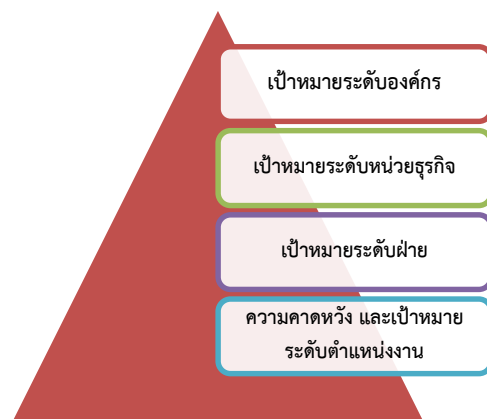 เป้าหมายระดับองค์กร
เป้าหมายระดับหน่วยธุรกิจ
เป้าหมายระดับฝ่าย
ความคาดหวัง และเป้าหมาย
ระดับตำแหน่งงาน